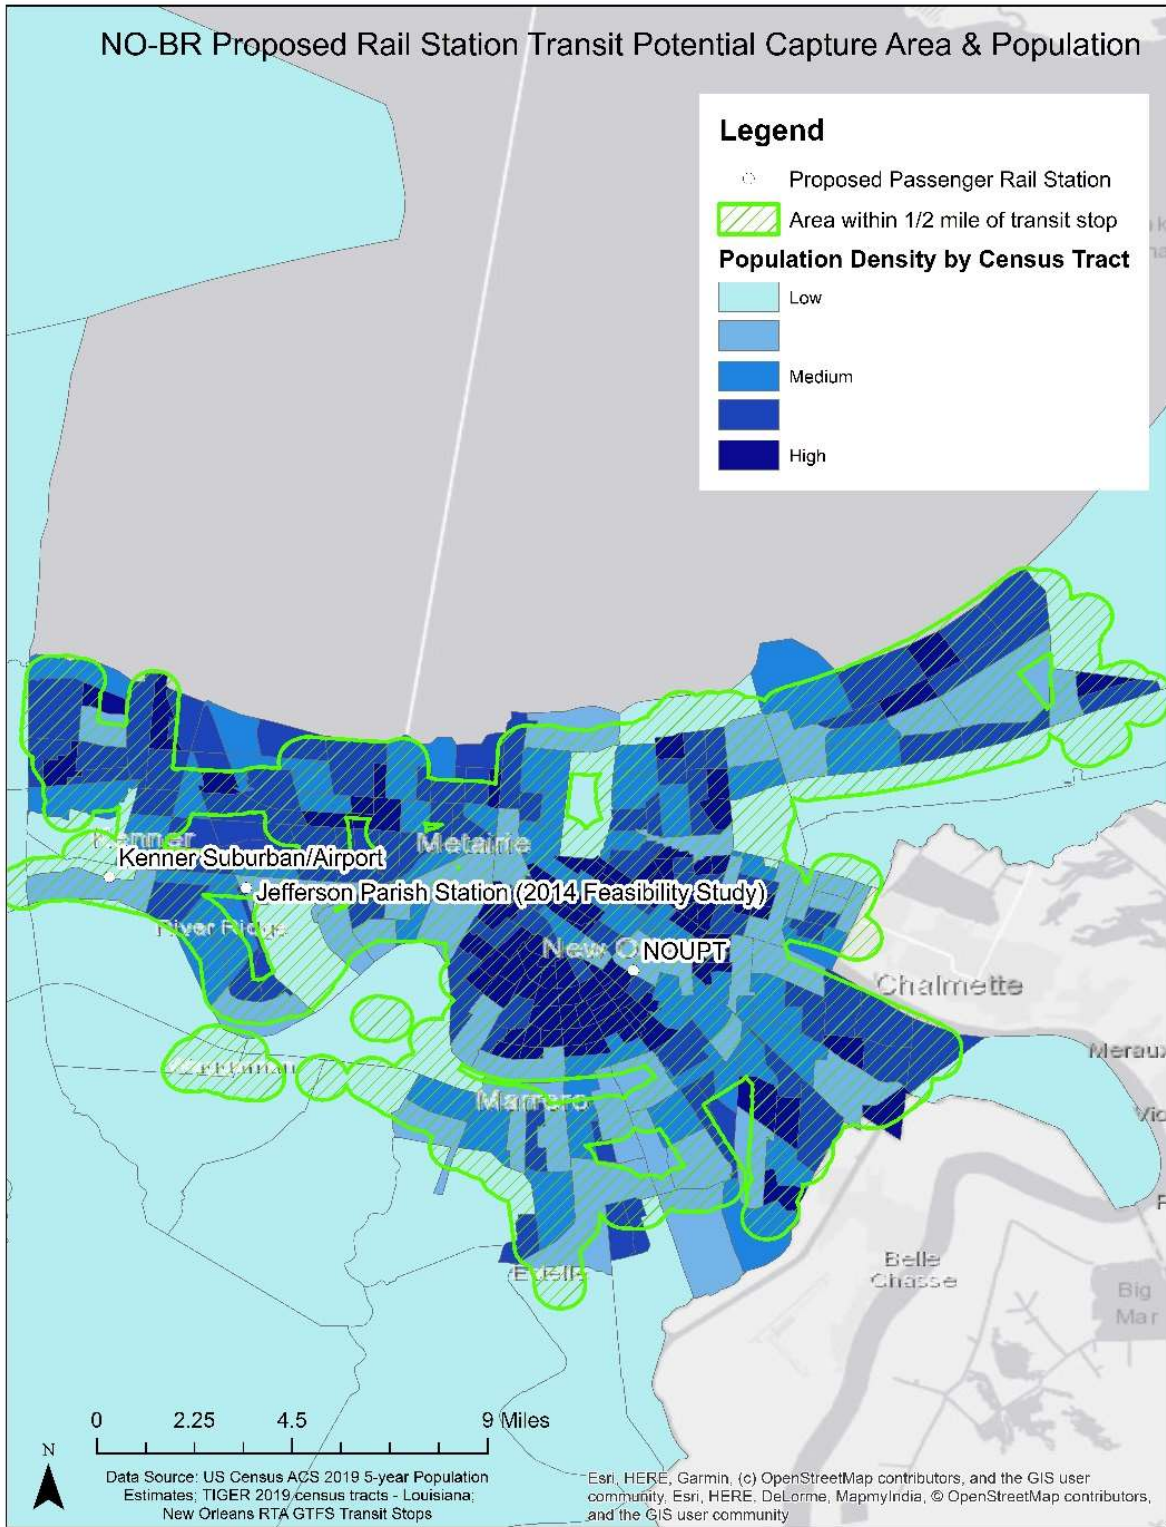 NO-BR Proposed Rail Station Transit Potential Capture Area & Population
Legend
Proposed Passenger Rail Station
Area within 1/2 mile of transit stop
Population Density by Census Tract
Low
Medium
High
Kenner
Metairie
Kenner Suburban/Airport
Jefferson Parish Station (2014 Feasibility Study)
River Ridge
New O
NOUPT
Chalmette
Meraux
Marrero
Estelle
Belle
Chasse
Big
Mar
0 2.25 4.5 9 Miles
N
Data Source: US Census ACS 2019 5-year Population
Estimates; TIGER 2019 census tracts - Louisiana;
New Orleans RTA GTFS Transit Stops
Esri, HERE, Garmin, (c) OpenStreetMap contributors, and the GIS user
community, Esri, HERE, DeLorme, MapmyIndia, © OpenStreetMap contributors,
and the GIS user community